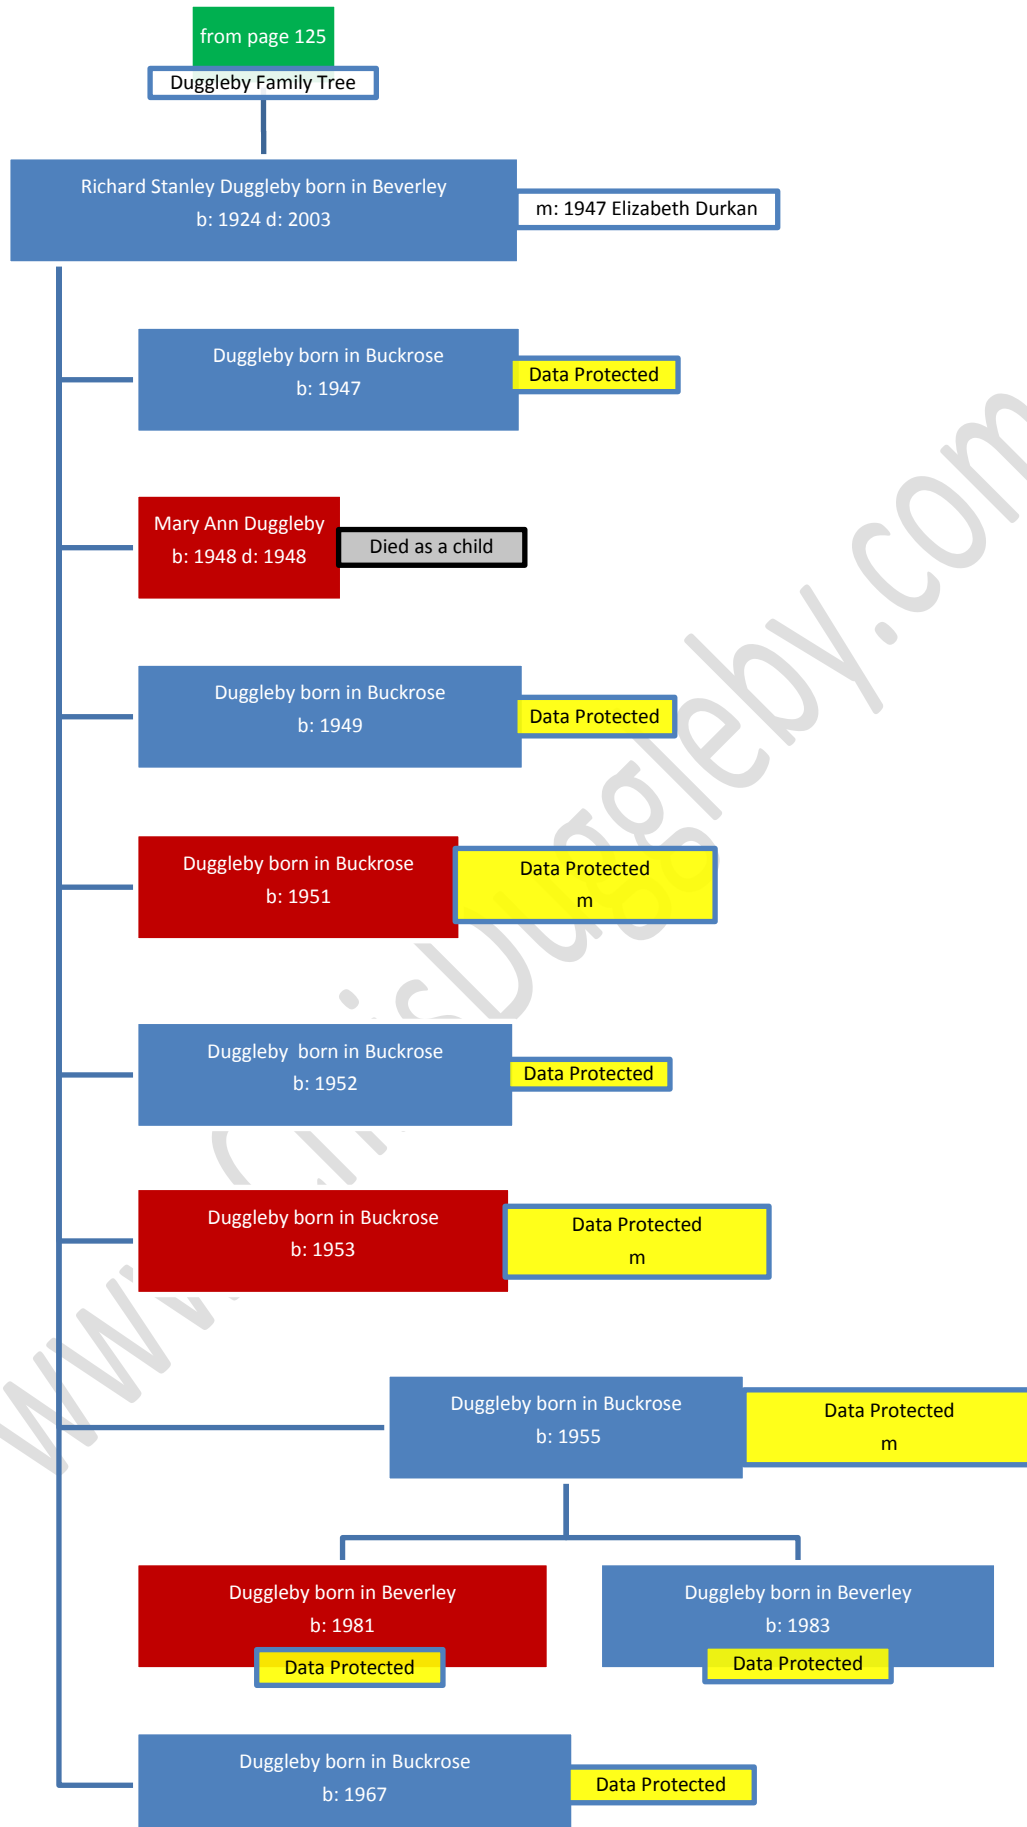 from page 125
Duggleby Family Tree
Richard Stanley Duggleby born in Beverley
b: 1924 d: 2003
m: 1947 Elizabeth Durkan
Duggleby born in Buckrose
b: 1947
Data Protected
Mary Ann Duggleby
b: 1948 d: 1948
Died as a child
Duggleby born in Buckrose
b: 1949
Data Protected
Duggleby born in Buckrose
b: 1951
Data Protected
m
Duggleby  born in Buckrose
b: 1952
Data Protected
Duggleby born in Buckrose
b: 1953
Data Protected
m
Duggleby born in Buckrose
b: 1955
Data Protected
m
Duggleby born in Beverley
b: 1981
Data Protected
Duggleby born in Beverley
b: 1983
Data Protected
Duggleby born in Buckrose
b: 1967
Data Protected
www.ChrisDuggleby.com